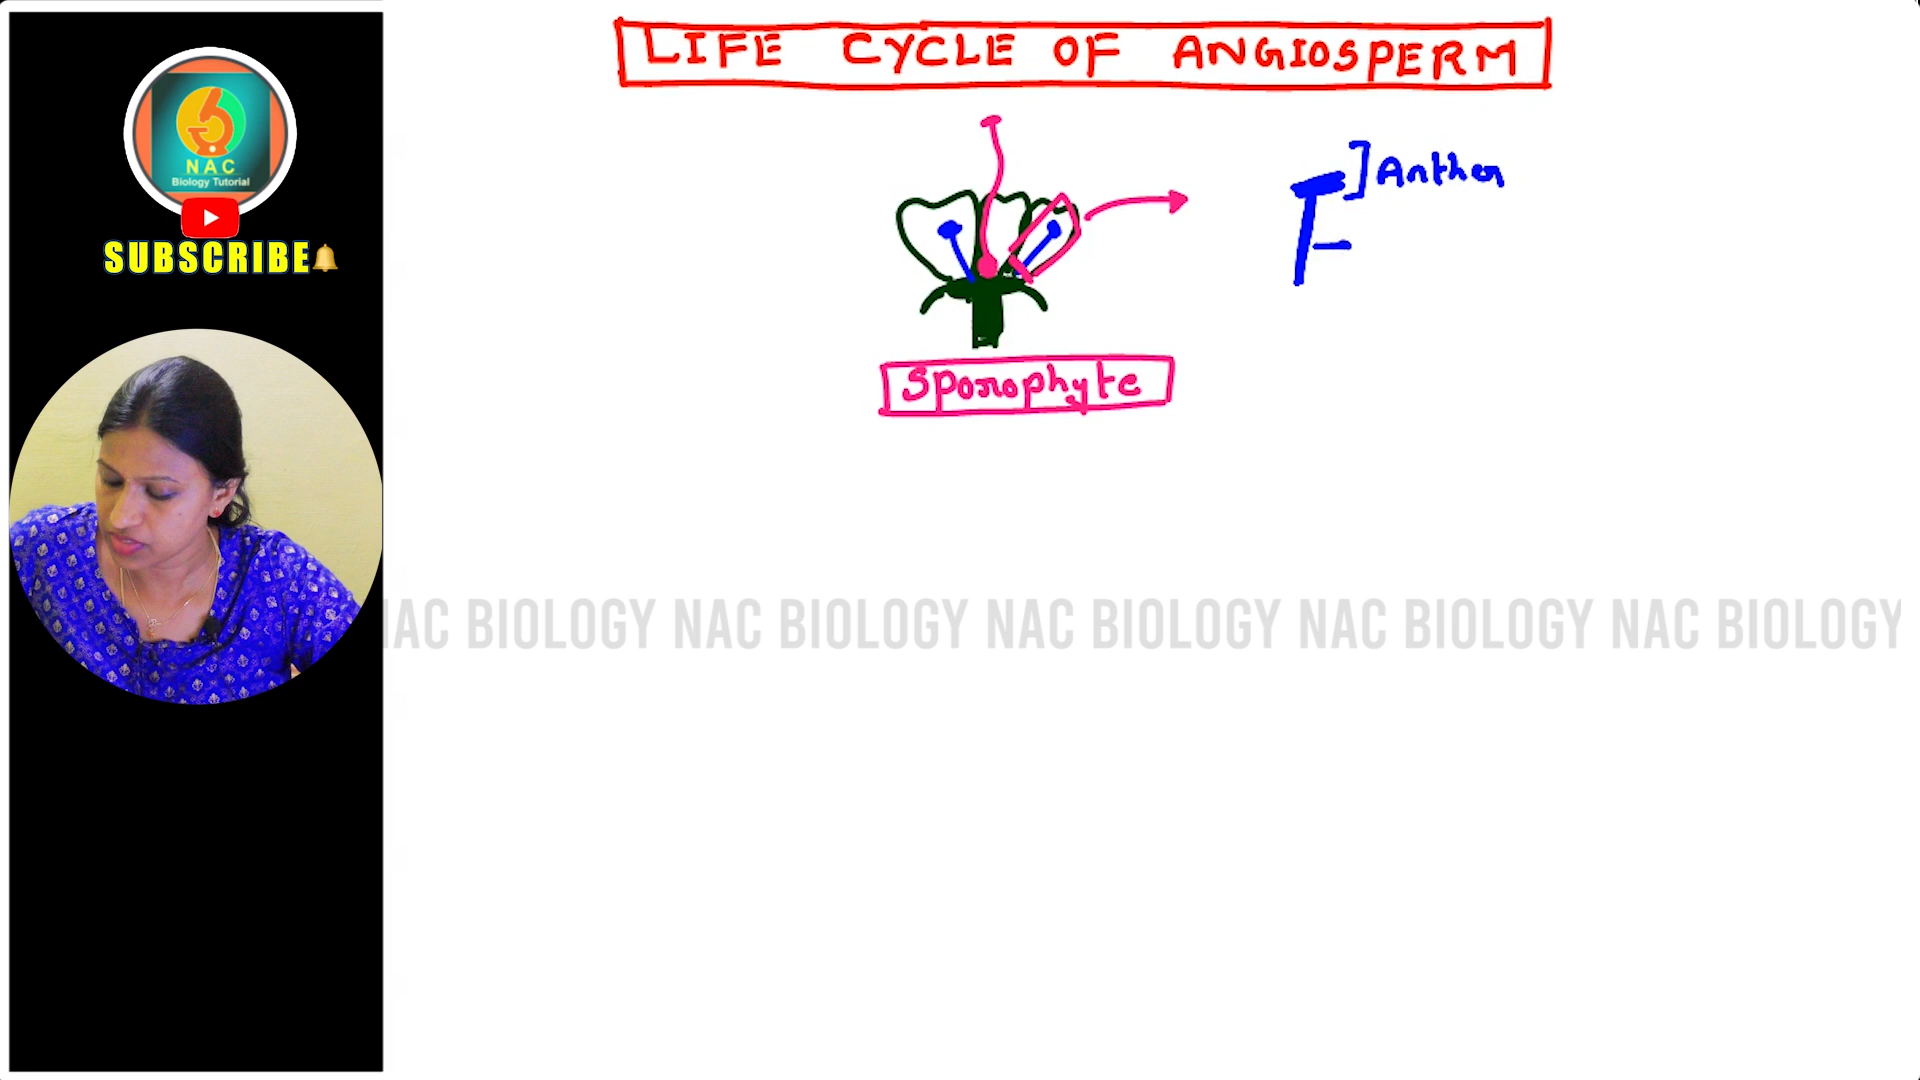 LIFE CYCLE OF ANGIOSPERM
NAC
Biology Tutorial
SUBSCRIBE
Anther
Sporophyte
NAC BIOLOGY NAC BIOLOGY NAC BIOLOGY NAC BIOLOGY NAC BIOLOGY